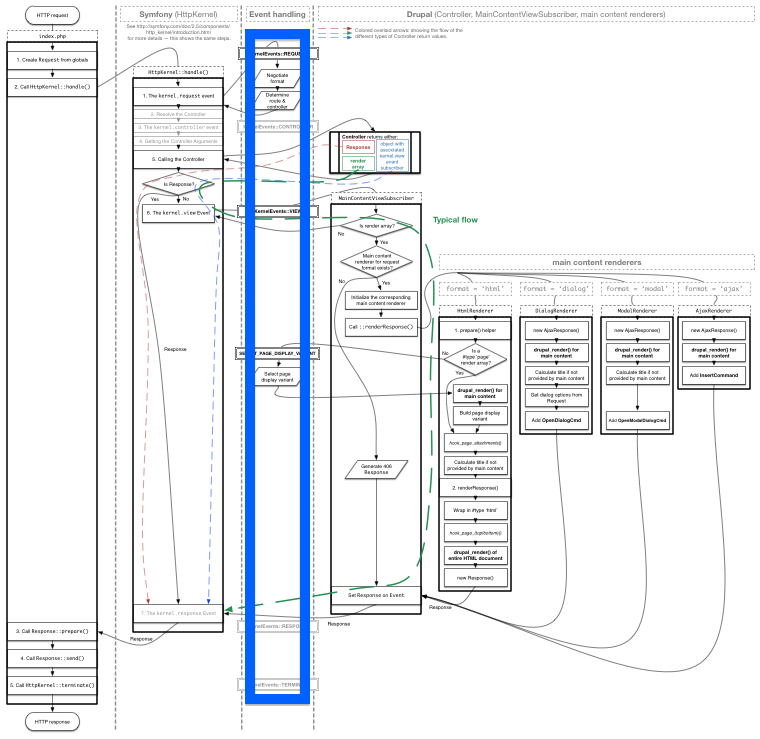 HTTP request
index.php
1. Create Request from globals
2. Call HttpKernel::handle()
3. Call Response::prepare()
4. Call Response::send()
5. Call HttpKernel::terminate()
HTTP response
Symfony (HttpKernel)
See http://symfony.com/doc/2.5/components/
http_kernel/introduction.html
for more details — this shows the same steps.
HttpKernel::handle()
1. The kernel.request event
2. Resolve the Controller
3. The kernel.controller event
4. Getting the Controller Arguments
5. Calling the Controller
Is Response?
Yes
No
6. The kernel.view Event
Response
7. The kernel.response Event
Response
Event handling
Negotiate
format
Determine
route &
controller
Select page
display variant
Response
Drupal (Controller, MainContentViewSubscriber, main content renderers)
Colored overlaid arrows: showing the flow of the
different types of Controller return values.
Controller returns either:
Response
render
array
object with
associated
kernel.view
event
subscriber
MainContentViewSubscriber
Is render array?
No
Yes
Main content
renderer for request
format exists?
No
Yes
Initialize the corresponding
main content renderer
Call ::renderResponse()
Generate 406
Response
Set Response on Event
Response
Typical flow
main content renderers
format = 'html'
HtmlRenderer
1. prepare() helper
Is a
#type 'page'
render array?
No
Yes
drupal_render() for
main content
Build page display
variant
hook_page_attachments()
Calculate title if not
provided by main content
2. renderResponse()
Wrap in #type 'html'
hook_page_{top|bottom}()
drupal_render() of
entire HTML document
new Response()
format = 'dialog'
DialogRenderer
new AjaxResponse()
drupal_render() for
main content
Calculate title if not
provided by main content
Get dialog options from
Request
Add OpenDialogCmd
format = 'modal'
ModalRenderer
new AjaxResponse()
drupal_render() for
main content
Calculate title if not
provided by main content
Add OpenModalDialogCmd
format = 'ajax'
AjaxRenderer
new AjaxResponse()
drupal_render() for
main content
Add InsertCommand